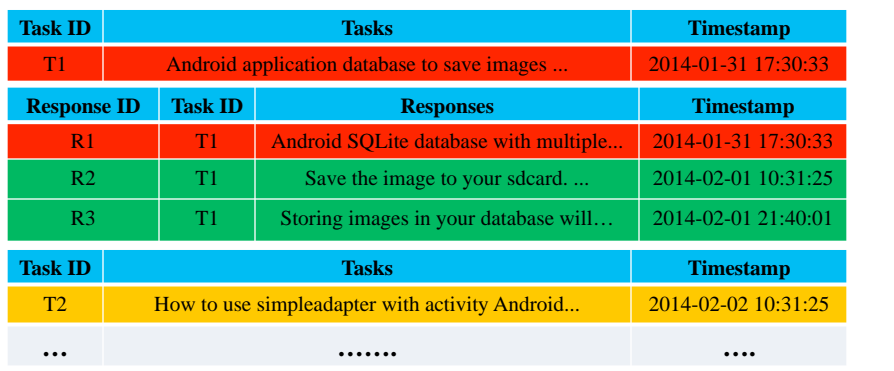 Task ID Tasks Timestamp
T1 Android application database to save images ... 2014-01-31 17:30:33
Response ID Task ID Responses Timestamp
R1 T1 Android SQLite database with multiple... 2014-01-31 17:30:33
R2 T1 Save the image to your sdcard. ... 2014-02-01 10:31:25
R3 T1 Storing images in your database will… 2014-02-01 21:40:01
Task ID Tasks Timestamp
T2 How to use simpleadapter with activity Android... 2014-02-02 10:31:25
... ....... ....